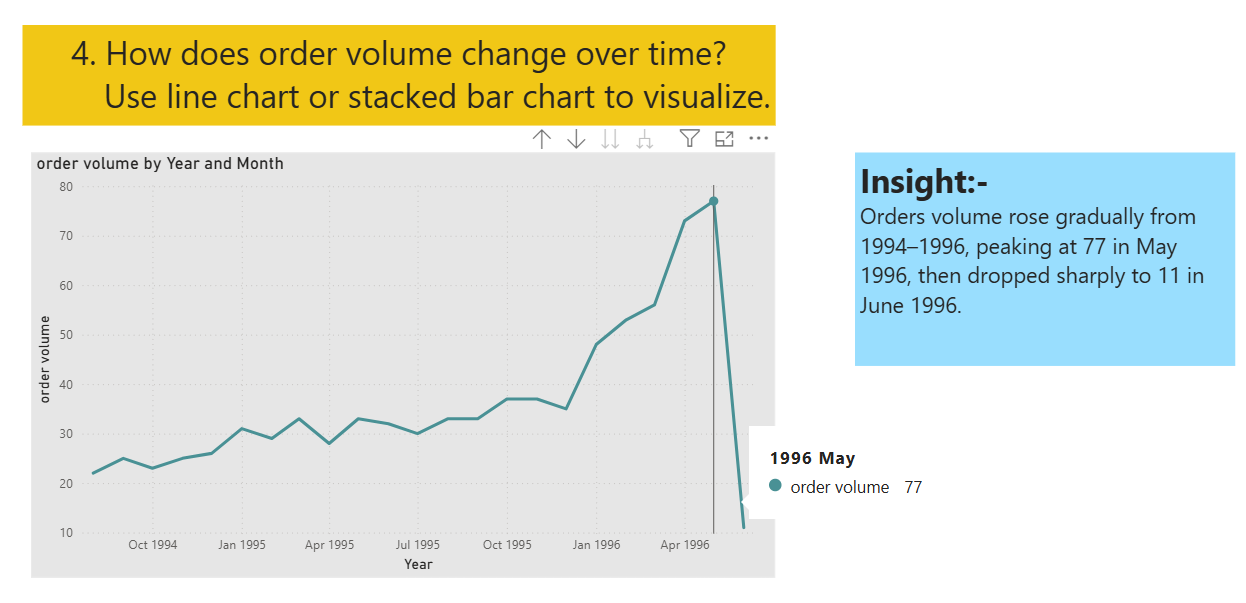 4. How does order volume change over time?
Use line chart or stacked bar chart to visualize.
order volume by Year and Month
80
70
60
50
40
30
20
10
order volume
Oct 1994 Jan 1995 Apr 1995 Jul 1995 Oct 1995 Jan 1996 Apr 1996
Year
1996 May
order volume 77
Insight:-
Orders volume rose gradually from
1994–1996, peaking at 77 in May
1996, then dropped sharply to 11 in
June 1996.